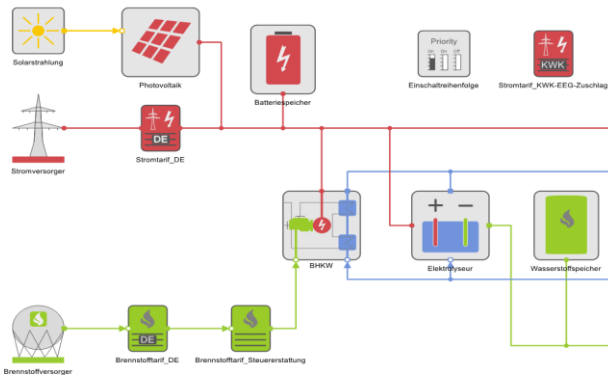 Solarstrahlung
Photovoltaik
Batteriespeicher
Priority
On On Off
Einschaltreihenfolge
KWK
Stromtarif_KWK-EEG-Zuschlag
Stromversorger
DE
Stromtarif_DE
BHKW
+ −
Elektrolyseur
Wasserstoffspeicher
Brennstoffversorger
DE
Brennstofftarif_DE
Brennstofftarif_Steuererstattung